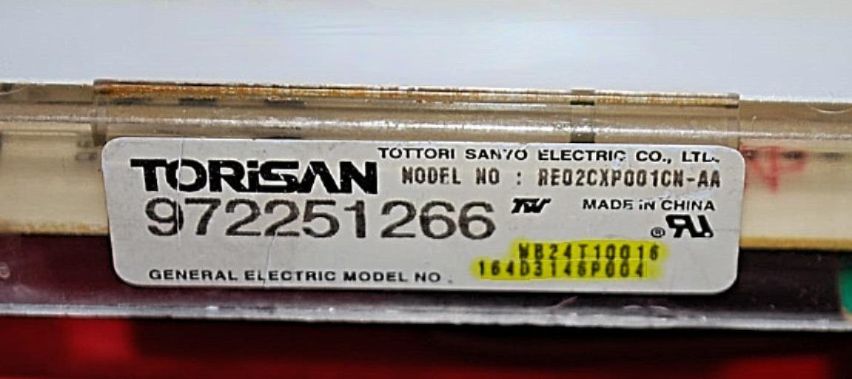 TORiSAN
TOTTORI SANYO ELECTRIC CO., LTD.
MODEL NO : RE02CXP001CN-AA
972251266
MADE IN CHINA
GENERAL ELECTRIC MODEL NO.
WB24T10016
164D3146P004